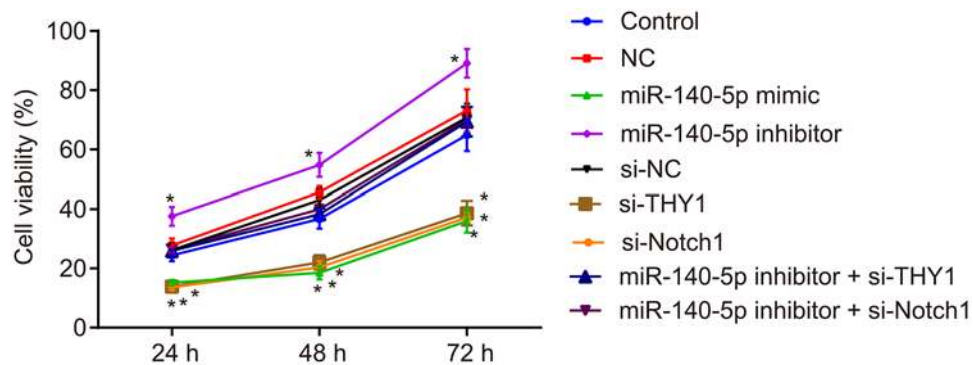 Cell viability (%)
100
80
60
40
20
0
24 h
48 h
72 h
*
*
*
*
*
*
*
*
*
*
*
*
Control
NC
miR-140-5p mimic
miR-140-5p inhibitor
si-NC
si-THY1
si-Notch1
miR-140-5p inhibitor + si-THY1
miR-140-5p inhibitor + si-Notch1